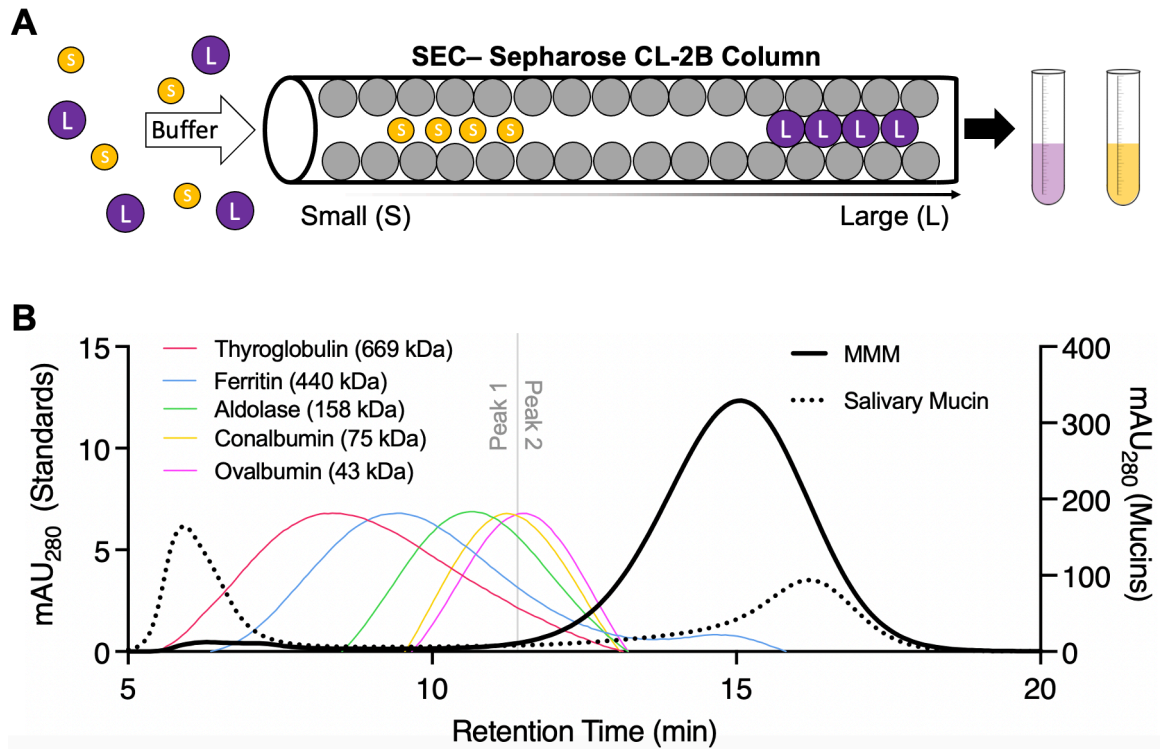 A
SEC– Sepharose CL-2B Column
S
L
S
L
S
S
L
L
Buffer
S S S S
L L L L
Small (S)
Large (L)
B
mAU280 (Standards)
15
10
5
0
Thyroglobulin (669 kDa)
Ferritin (440 kDa)
Aldolase (158 kDa)
Conalbumin (75 kDa)
Ovalbumin (43 kDa)
Peak 1
Peak 2
MMM
Salivary Mucin
400
300
200
100
0
mAU280 (Mucins)
5
10
15
20
Retention Time (min)